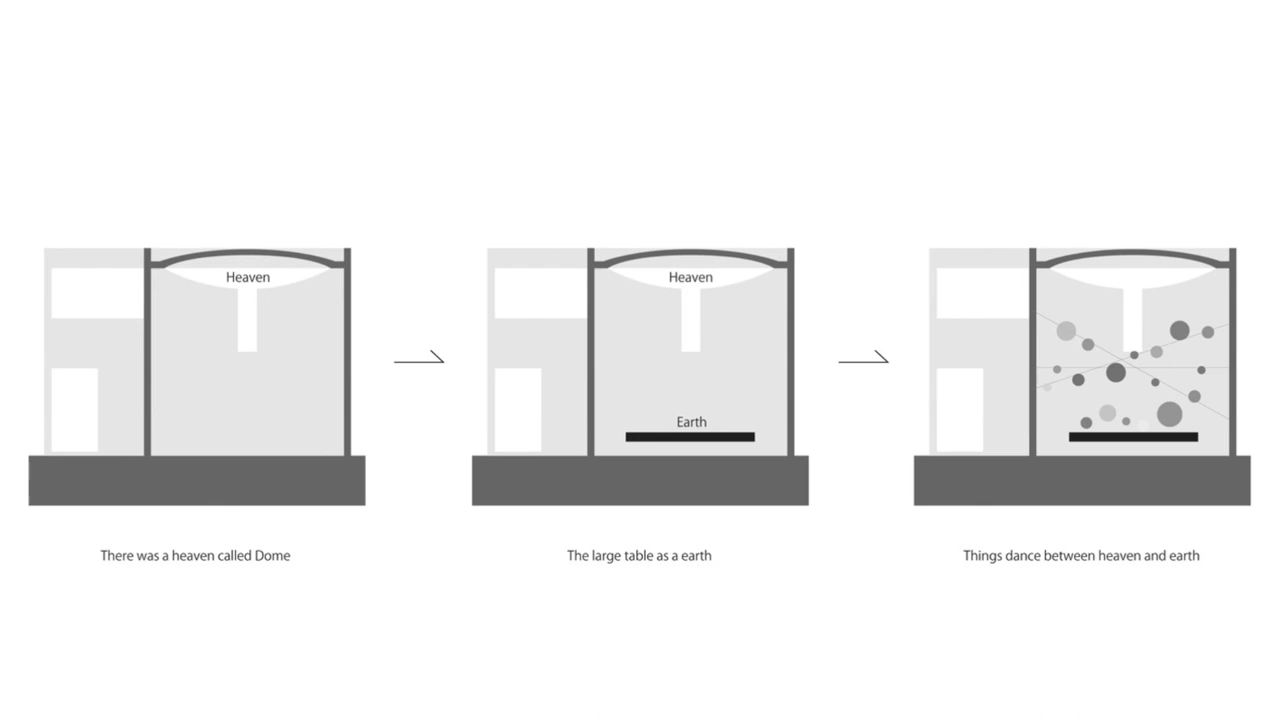 Heaven
There was a heaven called Dome
Heaven
Earth
The large table as a earth
Things dance between heaven and earth